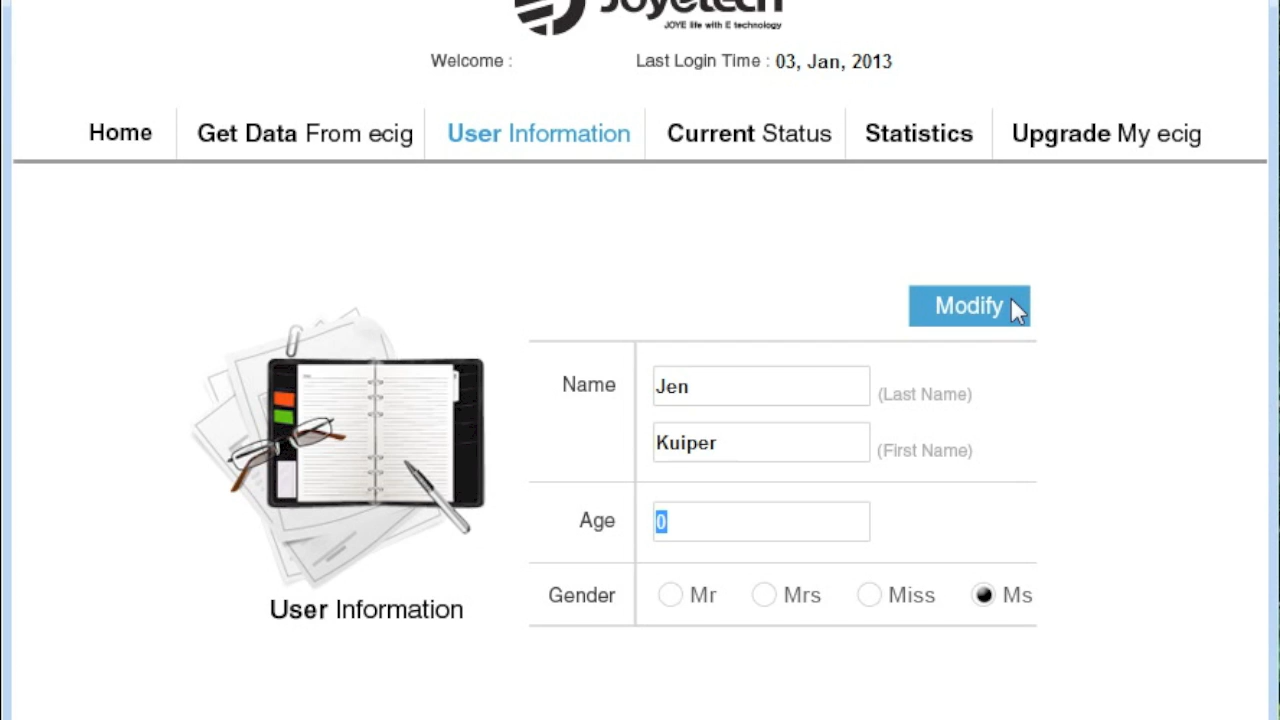 Joyetech
JOYE life with E technology
Welcome : Last Login Time : 03, Jan, 2013
Home Get Data From ecig User Information Current Status Statistics Upgrade My ecig
Modify
Name Jen (Last Name)
Kuiper (First Name)
Age 0
Gender Mr Mrs Miss Ms
User Information